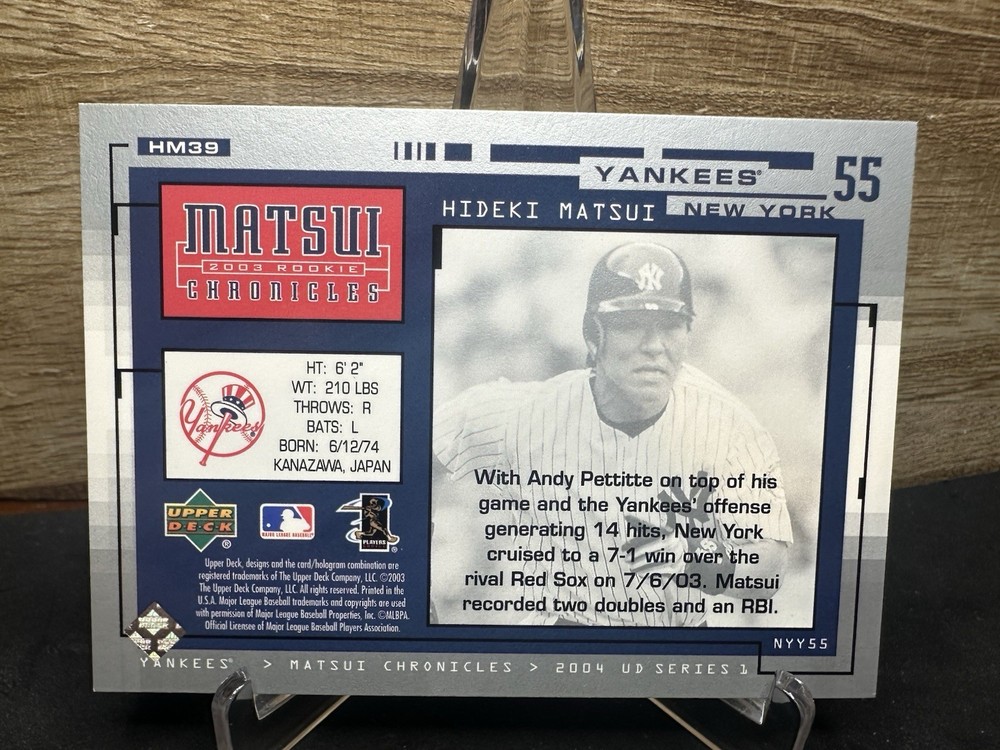 HM39
YANKEES®
55
HIDEKI MATSUI
NEW YORK
MATSUI
2003 ROOKIE
CHRONICLES
NY
HT: 6' 2"
WT: 210 LBS
THROWS: R
BATS: L
BORN: 6/12/74
KANAZAWA, JAPAN
Yankees
With Andy Pettitte on top of his
game and the Yankees' offense
generating 14 hits, New York
cruised to a 7-1 win over the
rival Red Sox on 7/6/03. Matsui
recorded two doubles and an RBI.
UPPER
DECK
®
MAJOR LEAGUE BASEBALL
PLAYERS
Upper Deck, designs and the card/hologram combination are
registered trademarks of The Upper Deck Company, LLC. ©2003
The Upper Deck Company, LLC. All rights reserved. Printed in the
U.S.A. Major League Baseball trademarks and copyrights are used
with permission of Major League Baseball Properties, Inc. ©MLBPA.
Official Licensee of Major League Baseball Players Association.
NYY55
YANKEES® > MATSUI CHRONICLES > 2004 UD SERIES 1